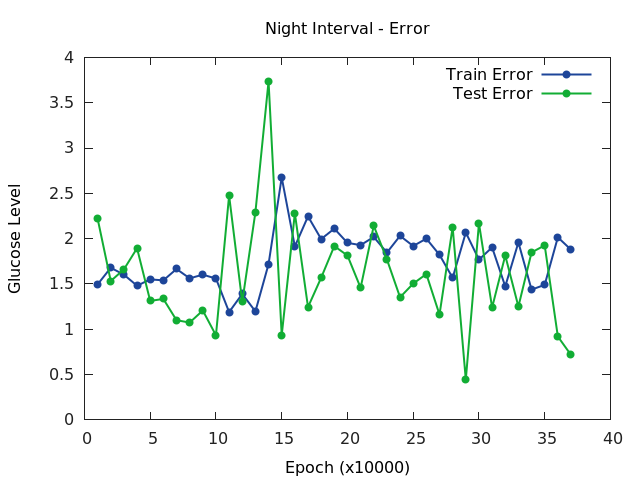 Night Interval - Error
4
3.5
3
2.5
2
1.5
1
0.5
0
Glucose Level
Train Error
Test Error
0 5 10 15 20 25 30 35 40
Epoch (x10000)